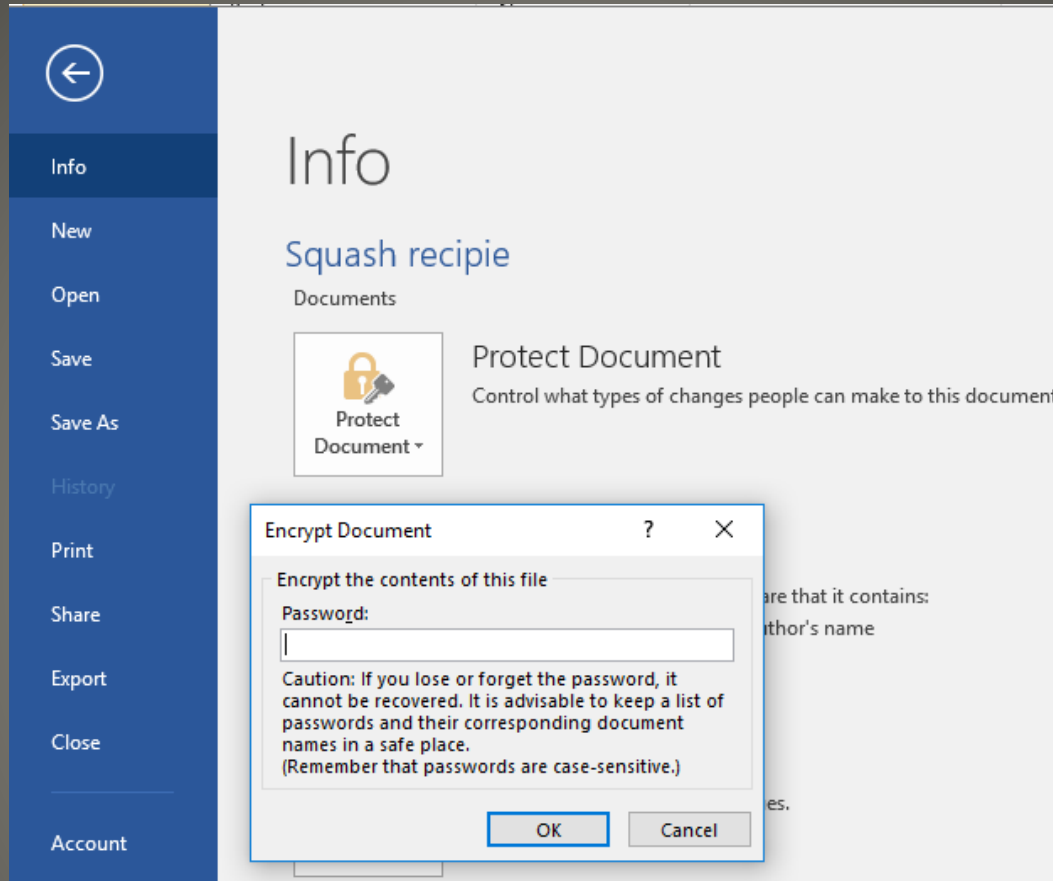 Info
New
Open
Save
Save As
History
Print
Share
Export
Close
Account
Info
Squash recipie
Documents
Protect
Document
Protect Document
Control what types of changes people can make to this document
Encrypt Document
?
Encrypt the contents of this file
Password:
Caution: If you lose or forget the password, it
cannot be recovered. It is advisable to keep a list of
passwords and their corresponding document
names in a safe place.
(Remember that passwords are case-sensitive.)
OK
Cancel
are that it contains:
thor's name
es.